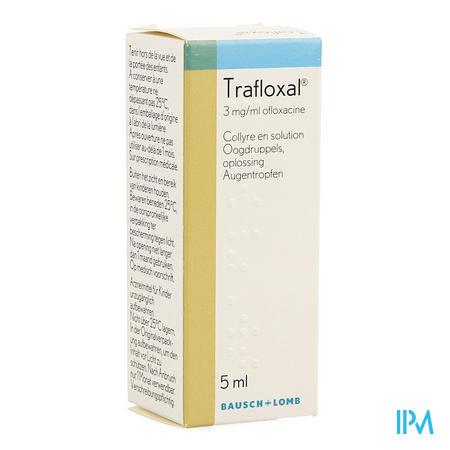 Tenir hors de la vue et de
la portée des enfants.
À conserver à une
température ne
dépassant pas 25°C,
dans l'emballage d'origine
à l'abri de la lumière.
Après ouverture ne pas
utiliser au-delà de 1 mois.
Sur prescription médicale.
Buiten het zicht en bereik
van kinderen houden.
Bewaren beneden 25°C,
in de oorspronkelijke
verpakking ter
bescherming tegen licht.
Na opening niet langer
dan 1 maand gebruiken.
Op medisch voorschrift.
Arzneimittel für Kinder
unzugänglich
aufbewahren.
Nicht über 25°C lagern.
In der Originalverpack-
ung aufbewahren, um den
Inhalt vor Licht zu
schützen. Nach Anbruch
nur 1 Monat verwendbar.
Verschreibungspflichtig.
Trafloxal®
3 mg/ml ofloxacine
Collyre en solution
Oogdruppels,
oplossing
Augentropfen
5 ml
BAUSCH + LOMB
IPM